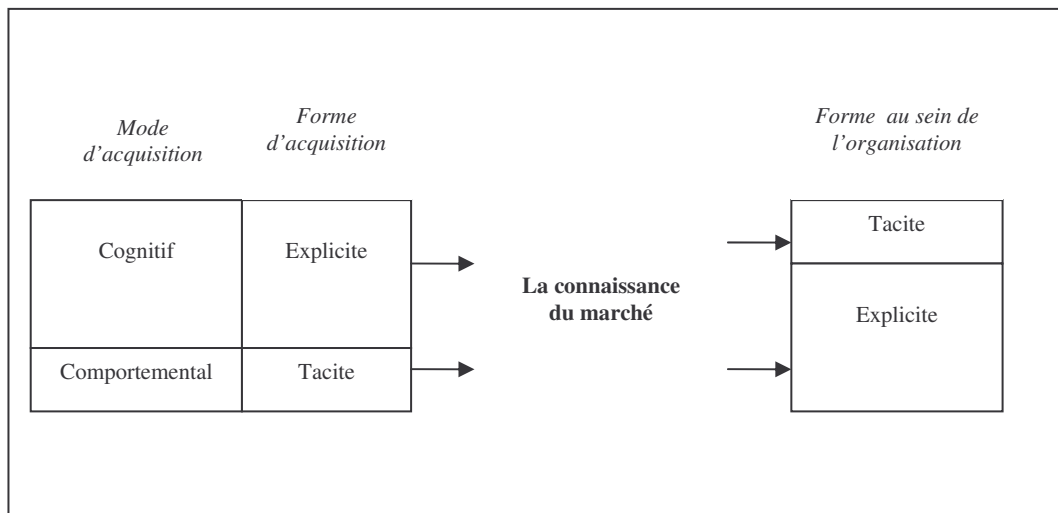 Mode
d'acquisition
Forme
d'acquisition
Forme au sein de
l'organisation
Cognitif
Explicite
Comportemental
Tacite
La connaissance
du marché
Tacite
Explicite